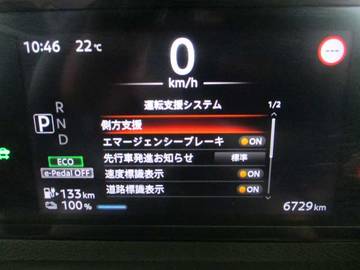 10:46 22℃
0
km/h
運転支援システム 1/2
R
N
P
D
側方支援
エマージェンシーブレーキ ON
先行車発進お知らせ 標準
速度標識表示 ON
道路標識表示 ON
ECO
e-Pedal OFF
133km
100%
6729 km